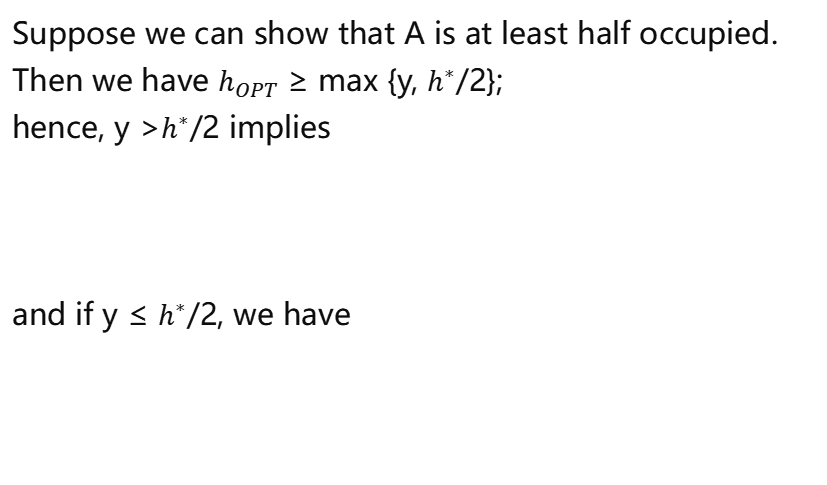 Suppose we can show that A is at least half occupied.
Then we have h_OPT ≥ max {y, h*/2};
hence, y >h*/2 implies
and if y ≤ h*/2, we have